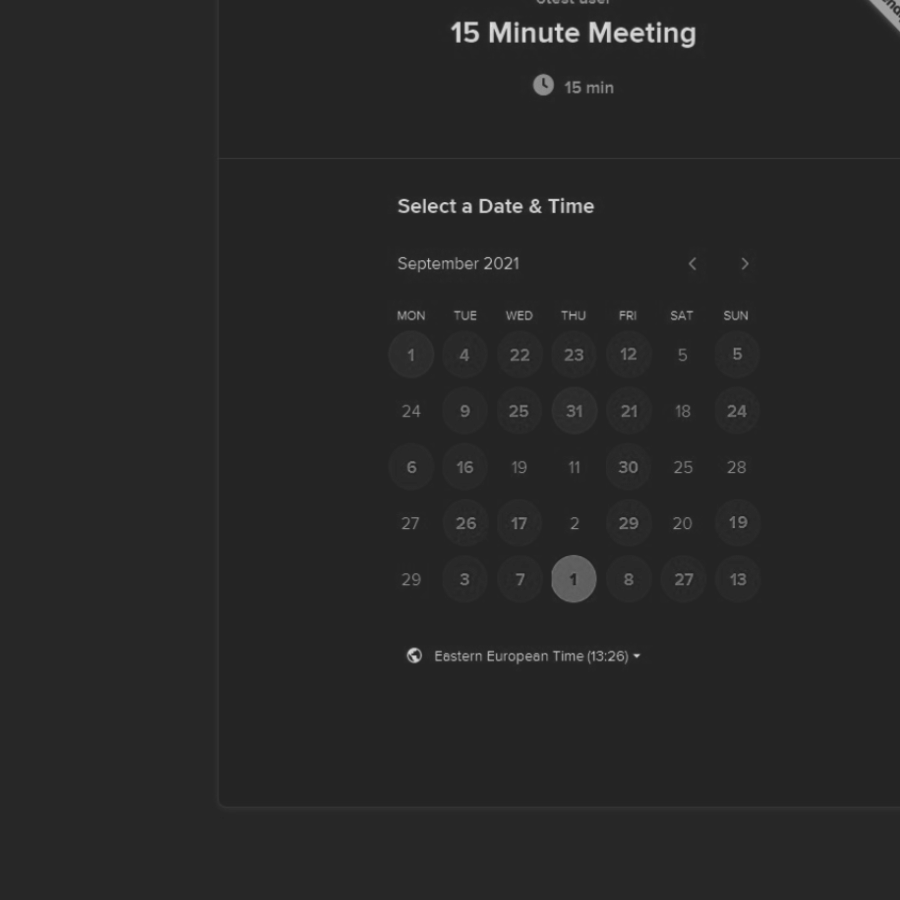 15 Minute Meeting
15 min
Select a Date & Time
September 2021
MON TUE WED THU FRI SAT SUN
1 4 22 23 12 5 5
24 9 25 31 21 18 24
6 16 19 11 30 25 28
27 26 17 2 29 20 19
29 3 7 1 8 27 13
Eastern European Time (13:26)